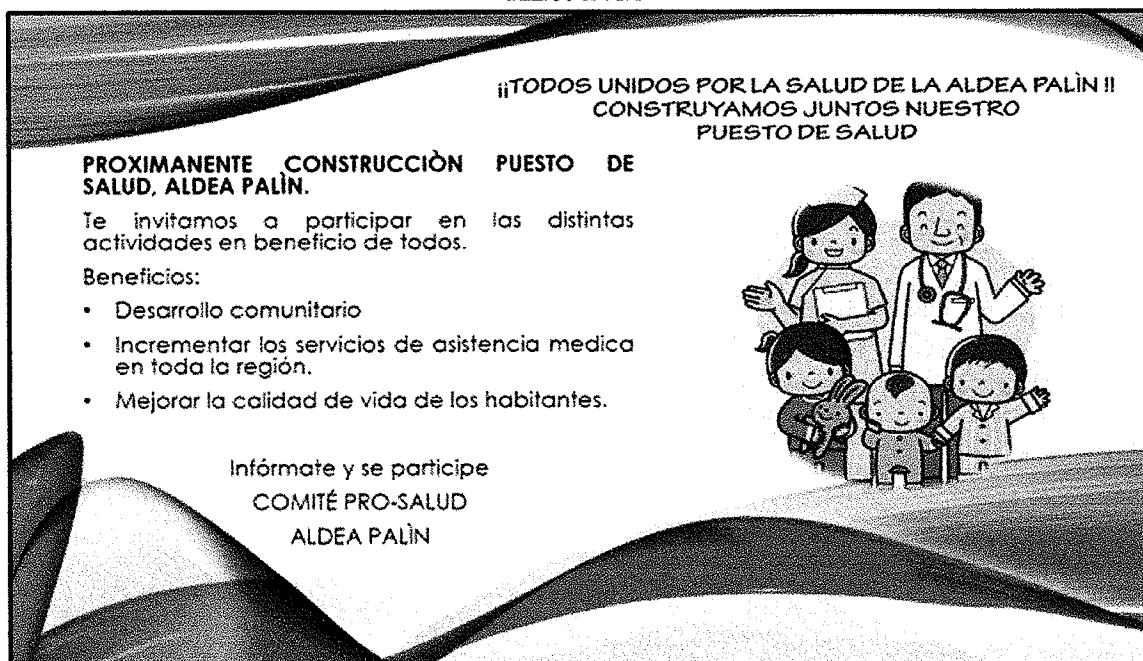 ¡¡TODOS UNIDOS POR LA SALUD DE LA ALDEA PALÌN !!
CONSTRUYAMOS JUNTOS NUESTRO
PUESTO DE SALUD
PROXIMANENTE CONSTRUCCIÒN PUESTO DE
SALUD, ALDEA PALÌN.
Te invitamos a participar en las distintas
actividades en beneficio de todos.
Beneficios:
• Desarrollo comunitario
• Incrementar los servicios de asistencia medica
en toda la región.
• Mejorar la calidad de vida de los habitantes.
Infórmate y se participe
COMITÉ PRO-SALUD
ALDEA PALÌN